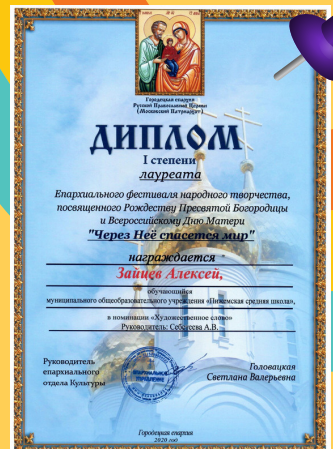 Городецкая епархия
Русской Православной Церкви
(Московский Патриархат)
ДИПЛОМ
I степени
лауреата
Епархиального фестиваля народного творчества,
посвященного Рождеству Пресвятой Богородицы
и Всероссийскому Дню Матери
"Через Неё спасется мир"
награждается
Зайцев Алексей,
обучающийся
муниципального общеобразовательного учреждения «Пижемская средняя школа»,
в номинации «Художественное слово»
Руководитель: А.В.
Руководитель
епархиального
отдела Культуры
ЕПАРХИАЛЬНОЕ
УПРАВЛЕНИЕ
Головацкая
Светлана Валерьевна
Городецкая епархия
2020 год